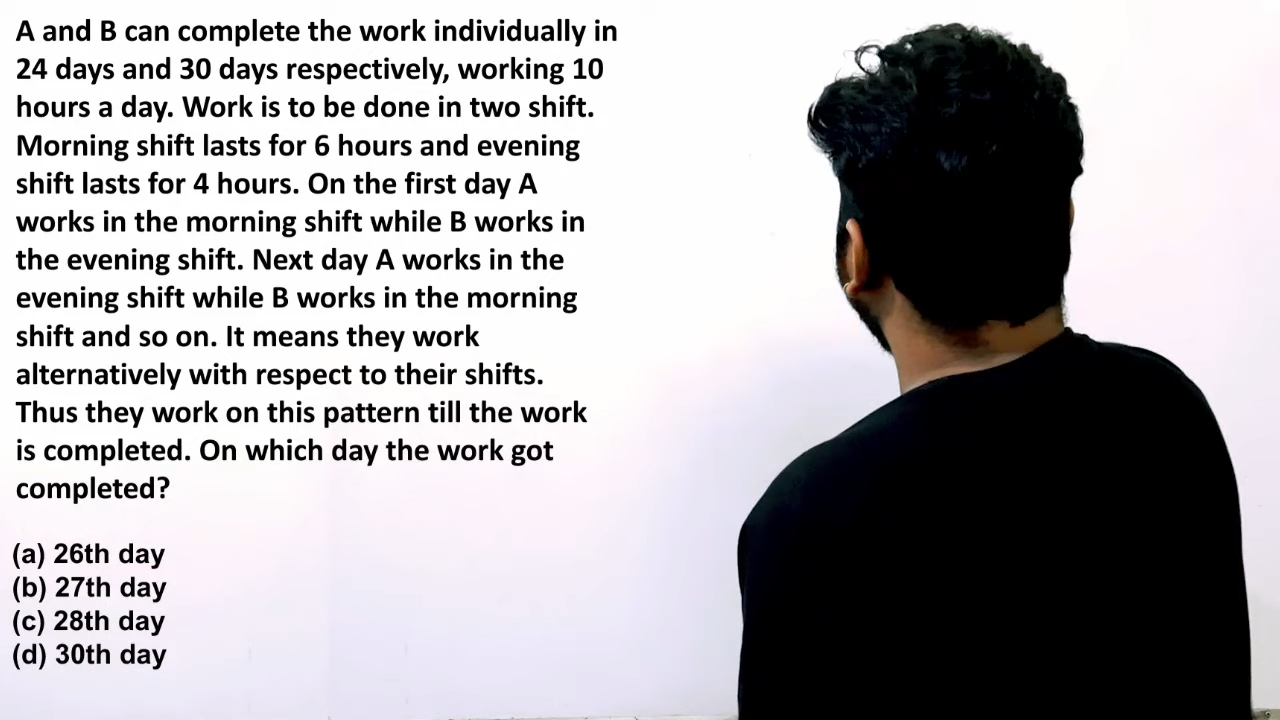 A and B can complete the work individually in
24 days and 30 days respectively, working 10
hours a day. Work is to be done in two shift.
Morning shift lasts for 6 hours and evening
shift lasts for 4 hours. On the first day A
works in the morning shift while B works in
the evening shift. Next day A works in the
evening shift while B works in the morning
shift and so on. It means they work
alternatively with respect to their shifts.
Thus they work on this pattern till the work
is completed. On which day the work got
completed?
(a) 26th day
(b) 27th day
(c) 28th day
(d) 30th day